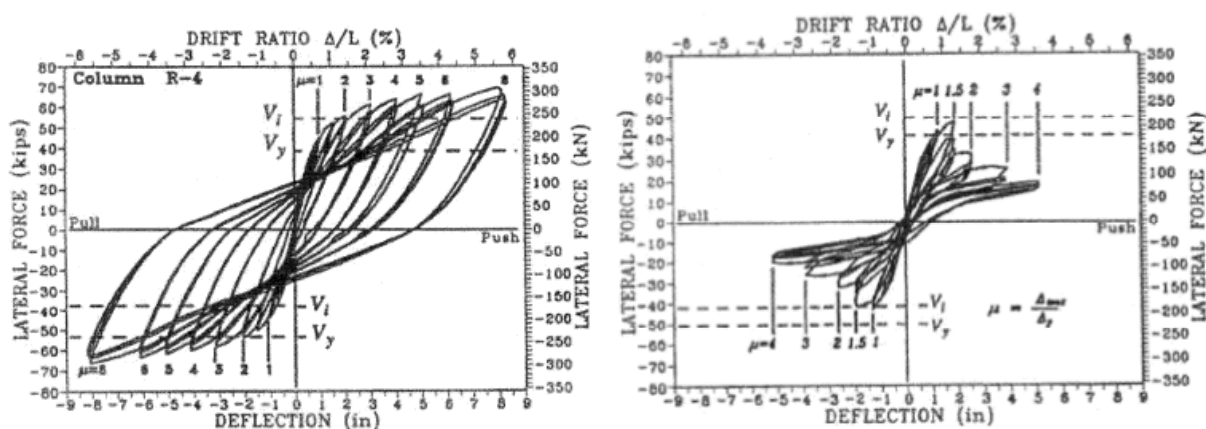 DRIFT RATIO Δ/L (%)
-6 -5 -4 -3 -2 -1 0 1 2 3 4 5 6
Column R-4
μ=1 2 3 4 5 6 8
V_i
V_y
Pull
Push
V_i
V_y
μ=8 6 5 4 3 2 1
80
70
60
50
40
30
20
10
0
-10
-20
-30
-40
-50
-60
-70
-80
LATERAL FORCE (kips)
350
300
250
200
150
100
50
0
-50
-100
-150
-200
-250
-300
-350
LATERAL FORCE (kN)
-9 -8 -7 -6 -5 -4 -3 -2 -1 0 1 2 3 4 5 6 7 8 9
DEFLECTION (in)
DRIFT RATIO Δ/L (%)
-6 -5 -4 -3 -2 -1 0 1 2 3 4 5 6
μ=1 1.5 2 3 4
V_i
V_y
Pull
Push
V_i
V_y
μ = Δmax/Δy
μ=4 3 2 1.5 1
80
70
60
50
40
30
20
10
0
-10
-20
-30
-40
-50
-60
-70
-80
LATERAL FORCE (kips)
350
300
250
200
150
100
50
0
-50
-100
-150
-200
-250
-300
-350
LATERAL FORCE (kN)
-9 -8 -7 -6 -5 -4 -3 -2 -1 0 1 2 3 4 5 6 7 8 9
DEFLECTION (in)